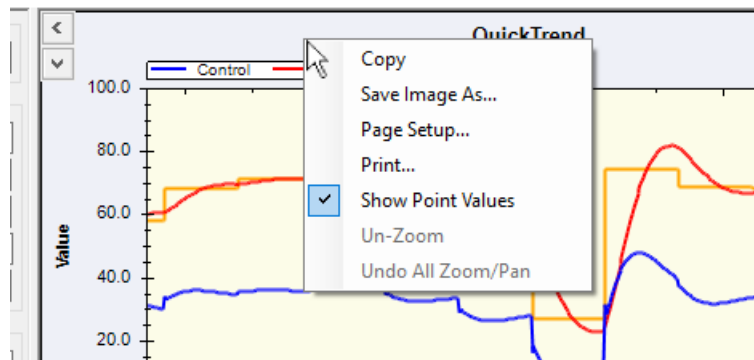 QuickTrend
Control
Copy
Save Image As...
Page Setup...
Print...
Show Point Values
Un-Zoom
Undo All Zoom/Pan
100.0
80.0
60.0
40.0
20.0
Value